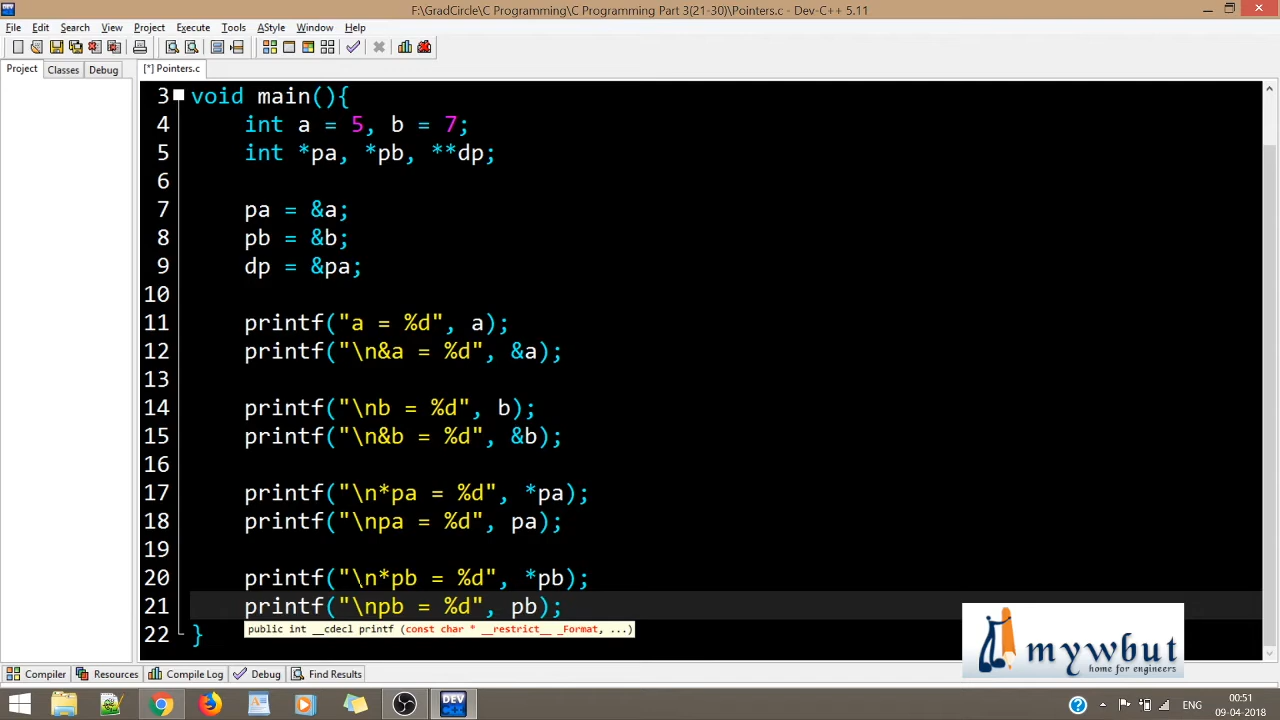 F:\GradCircle\C Programming\C Programming Part 3(21-30)\Pointers.c - Dev-C++ 5.11
File Edit Search View Project Execute Tools AStyle Window Help
Project Classes Debug [*] Pointers.c
3 void main(){
4 int a = 5, b = 7;
5 int *pa, *pb, **dp;
6
7 pa = &a;
8 pb = &b;
9 dp = &pa;
10
11 printf("a = %d", a);
12 printf("\n&a = %d", &a);
13
14 printf("\nb = %d", b);
15 printf("\n&b = %d", &b);
16
17 printf("\n*pa = %d", *pa);
18 printf("\npa = %d", pa);
19
20 printf("\n*pb = %d", *pb);
21 printf("\npb = %d", pb);
public int __cdecl printf (const char * __restrict__ _Format, ...)
22 }
mywbut
home for engineers
Compiler Resources Compile Log Debug Find Results
DEV
ENG
00:51
09-04-2018